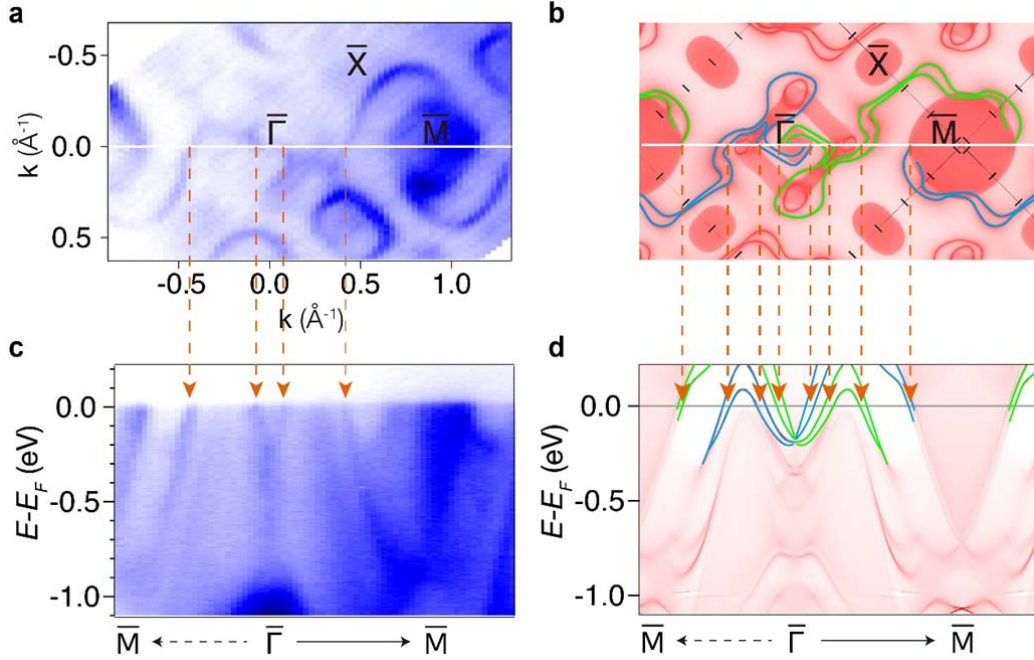 a
b
-0.5
0.0
0.5
k (Å⁻¹)
X̅
Γ̅
M̅
-0.5 0.0 0.5 1.0
k (Å⁻¹)
X̅
Γ̅
M̅
c
d
0.0
-0.5
-1.0
E-E_F (eV)
M̅ Γ̅ M̅
0.0
-0.5
-1.0
E-E_F (eV)
M̅ Γ̅ M̅